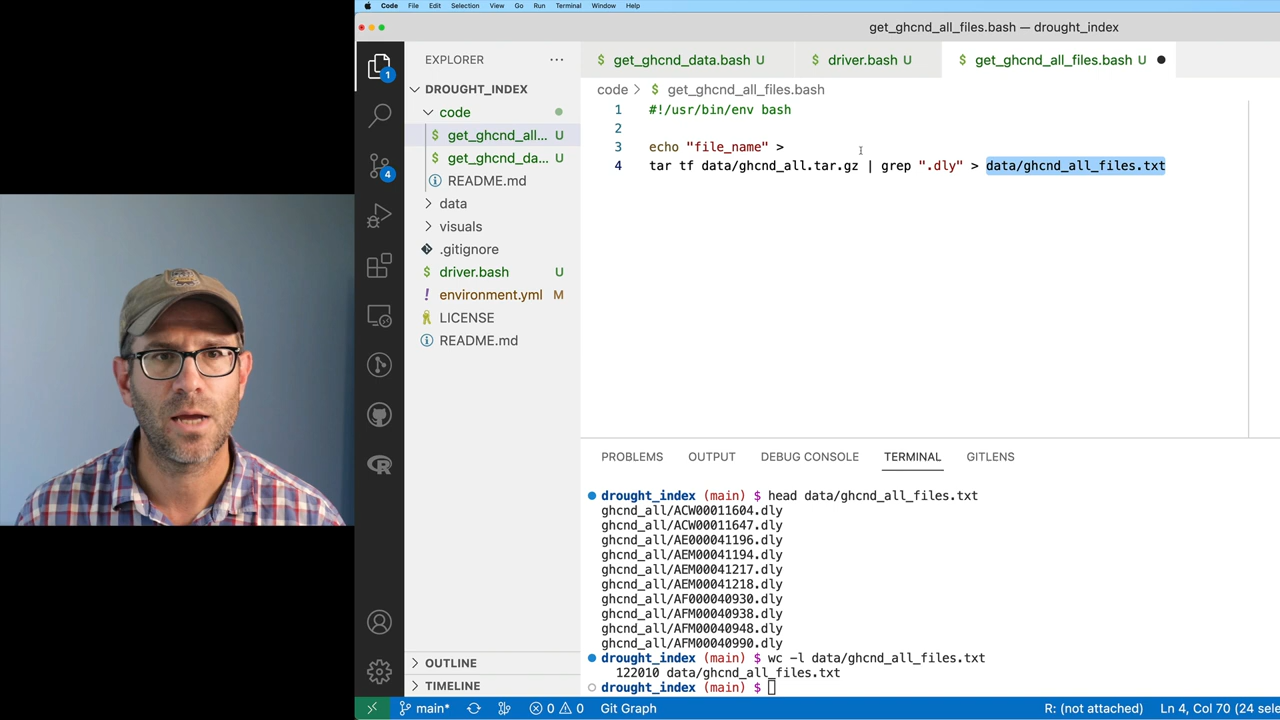 Code File Edit Selection View Go Run Terminal Window Help
get_ghcnd_all_files.bash — drought_index
EXPLORER ···
$ get_ghcnd_data.bash U $ driver.bash U $ get_ghcnd_all_files.bash U
DROUGHT_INDEX
code
$ get_ghcnd_all... U
$ get_ghcnd_da... U
README.md
data
visuals
.gitignore
$ driver.bash U
! environment.yml M
LICENSE
README.md
OUTLINE
TIMELINE
1
4
code > $ get_ghcnd_all_files.bash
1 #!/usr/bin/env bash
2
3 echo "file_name" >
4 tar tf data/ghcnd_all.tar.gz | grep ".dly" > data/ghcnd_all_files.txt
PROBLEMS OUTPUT DEBUG CONSOLE TERMINAL GITLENS
drought_index (main) $ head data/ghcnd_all_files.txt
ghcnd_all/ACW00011604.dly
ghcnd_all/ACW00011647.dly
ghcnd_all/AE000041196.dly
ghcnd_all/AEM00041194.dly
ghcnd_all/AEM00041217.dly
ghcnd_all/AEM00041218.dly
ghcnd_all/AF000040930.dly
ghcnd_all/AFM00040938.dly
ghcnd_all/AFM00040948.dly
ghcnd_all/AFM00040990.dly
drought_index (main) $ wc -l data/ghcnd_all_files.txt
122010 data/ghcnd_all_files.txt
drought_index (main) $
main* 0 0 Git Graph R: (not attached) Ln 4, Col 70 (24 sele